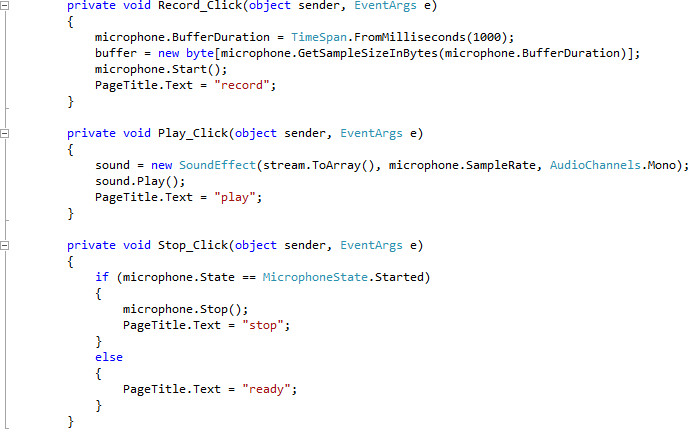 private void Record_Click(object sender, EventArgs e)
{
    microphone.BufferDuration = TimeSpan.FromMilliseconds(1000);
    buffer = new byte[microphone.GetSampleSizeInBytes(microphone.BufferDuration)];
    microphone.Start();
    PageTitle.Text = "record";
}
private void Play_Click(object sender, EventArgs e)
{
    sound = new SoundEffect(stream.ToArray(), microphone.SampleRate, AudioChannels.Mono);
    sound.Play();
    PageTitle.Text = "play";
}
private void Stop_Click(object sender, EventArgs e)
{
    if (microphone.State == MicrophoneState.Started)
    {
        microphone.Stop();
        PageTitle.Text = "stop";
    }
    else
    {
        PageTitle.Text = "ready";
    }
}